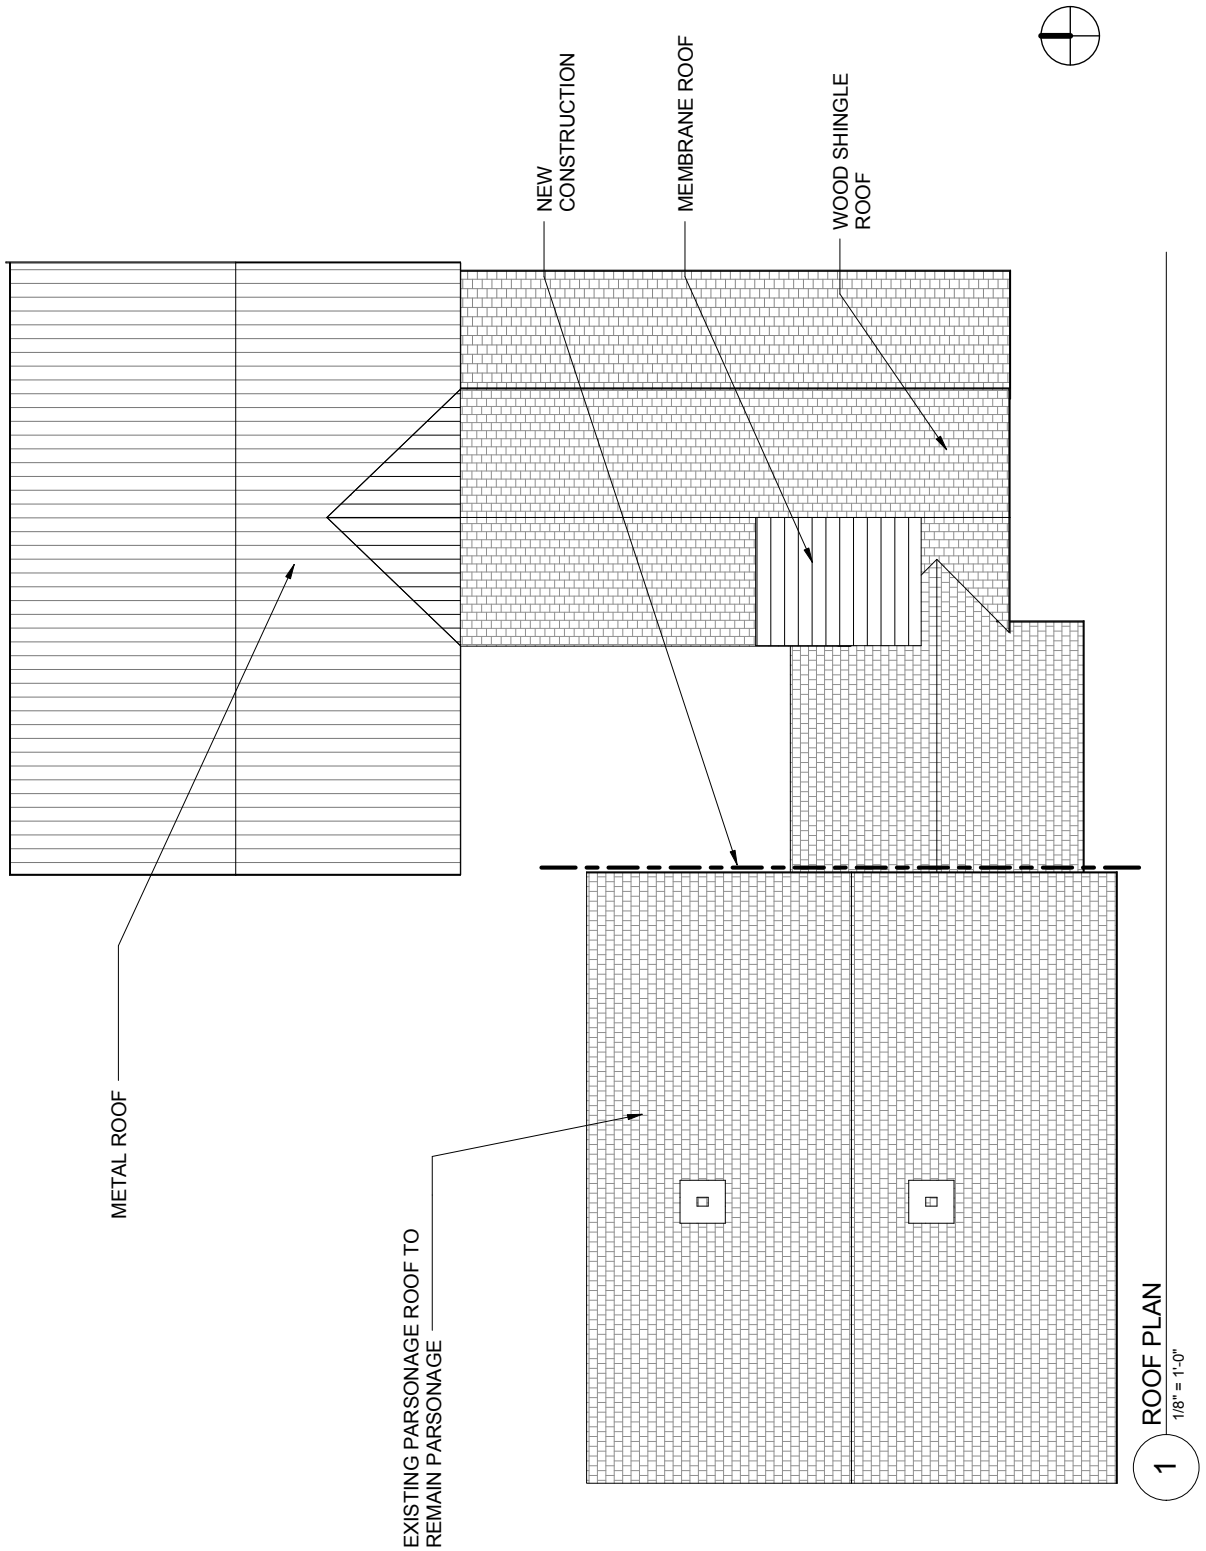 METAL ROOF
EXISTING PARSONAGE ROOF TO
REMAIN PARSONAGE
NEW
CONSTRUCTION
MEMBRANE ROOF
WOOD SHINGLE
ROOF
1
ROOF PLAN
1/8" = 1'-0"